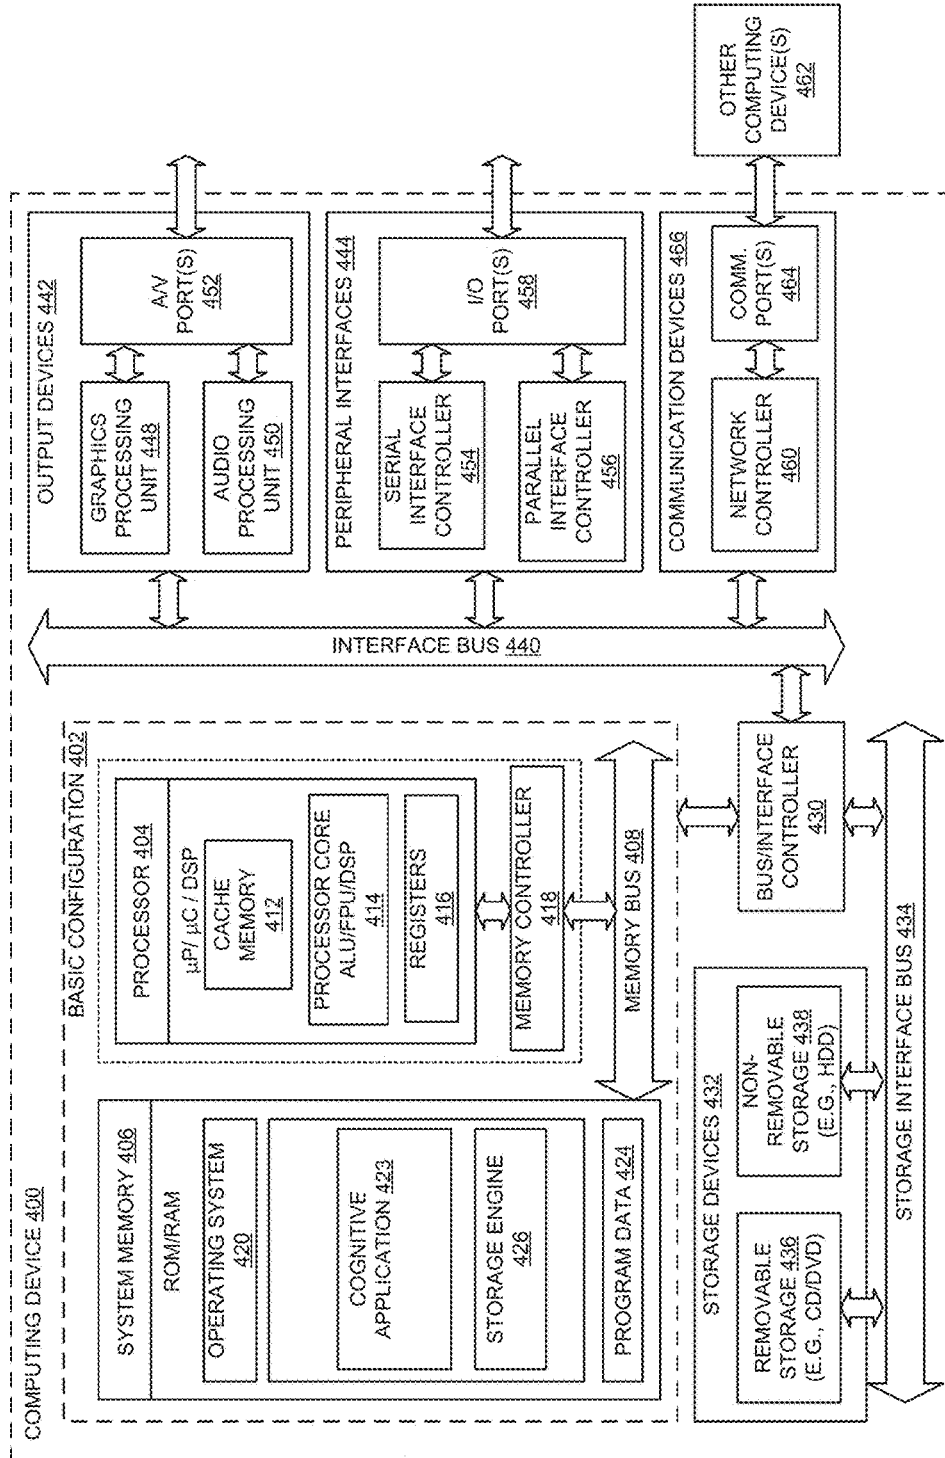 COMPUTING DEVICE 400
BASIC CONFIGURATION 402
SYSTEM MEMORY 406
ROM/RAM
OPERATING SYSTEM
420
COGNITIVE
APPLICATION 423
STORAGE ENGINE
426
PROGRAM DATA 424
PROCESSOR 404
µP/ µC / DSP
CACHE
MEMORY
412
PROCESSOR CORE
ALU/FPU/DSP
414
REGISTERS
416
MEMORY CONTROLLER
418
MEMORY BUS 408
STORAGE DEVICES 432
REMOVABLE
STORAGE 436
(E.G., CD/DVD)
NON-
REMOVABLE
STORAGE 438
(E.G., HDD)
STORAGE INTERFACE BUS 434
BUS/INTERFACE
CONTROLLER
430
INTERFACE BUS 440
OUTPUT DEVICES 442
GRAPHICS
PROCESSING
UNIT 448
AUDIO
PROCESSING
UNIT 450
A/V
PORT(S)
452
PERIPHERAL INTERFACES 444
SERIAL
INTERFACE
CONTROLLER
454
PARALLEL
INTERFACE
CONTROLLER
456
I/O
PORT(S)
458
COMMUNICATION DEVICES 466
NETWORK
CONTROLLER
460
COMM.
PORT(S)
464
OTHER
COMPUTING
DEVICE(S)
462